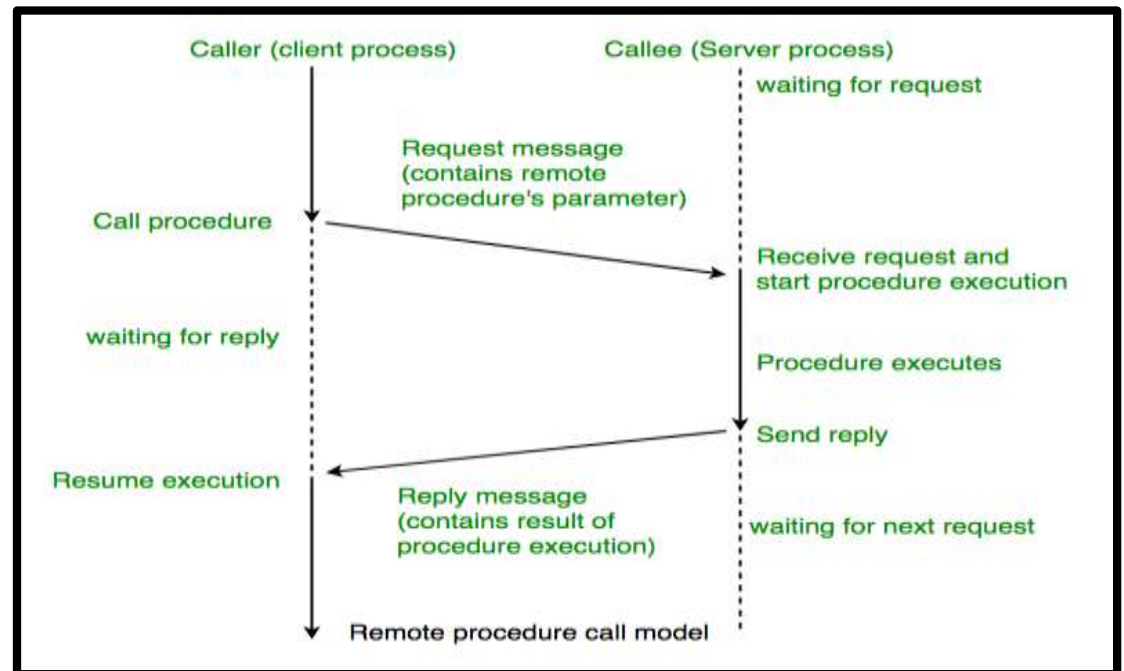 Caller (client process)
Callee (Server process)
waiting for request
Request message
(contains remote
procedure's parameter)
Call procedure
Receive request and
start procedure execution
waiting for reply
Procedure executes
Send reply
Resume execution
Reply message
(contains result of
procedure execution)
waiting for next request
Remote procedure call model